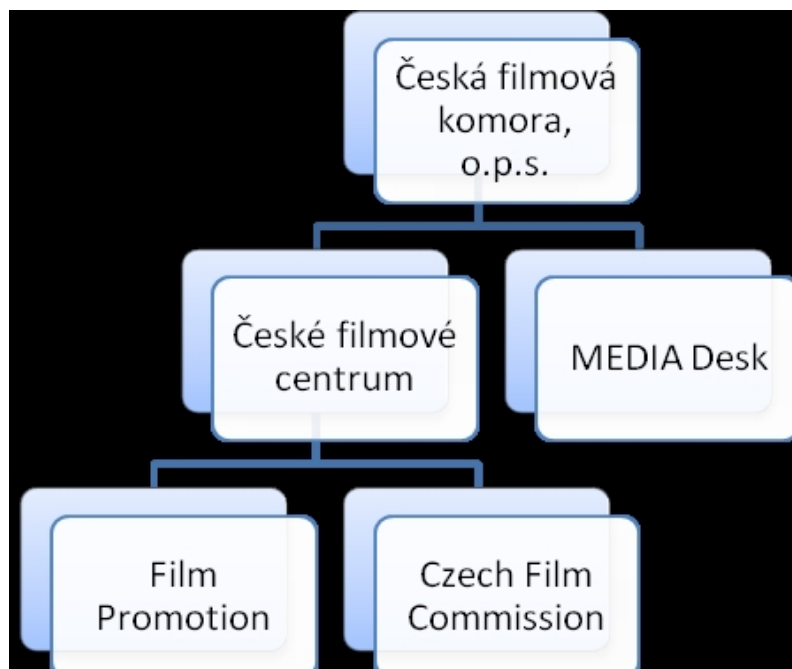 Česká filmová
komora,
o.p.s.
České filmové
centrum
MEDIA Desk
Film
Promotion
Czech Film
Commission